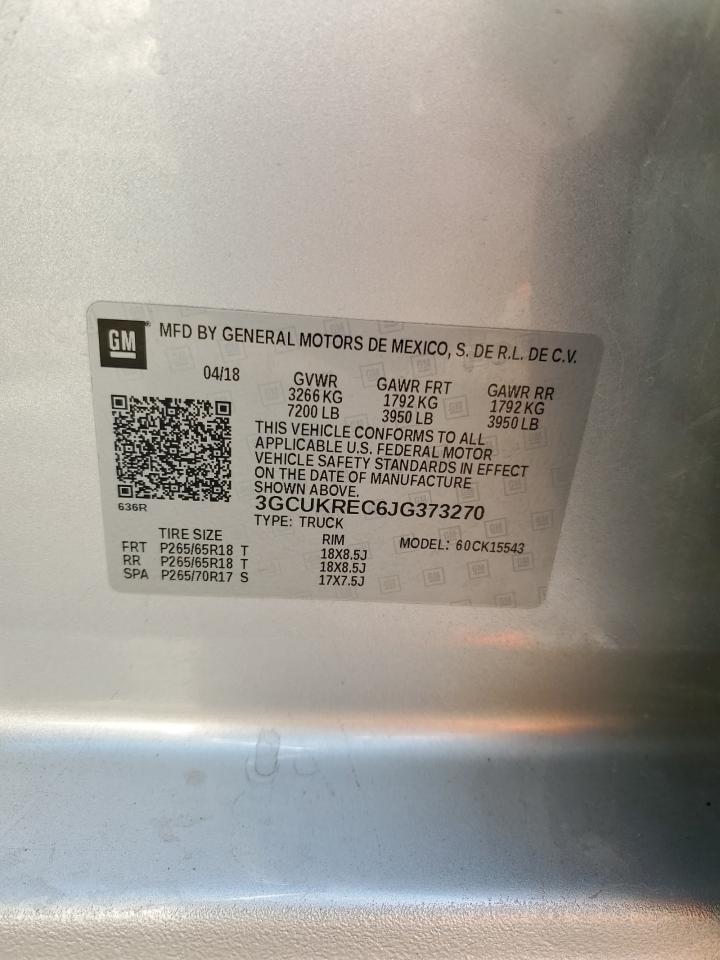 GM
MFD BY GENERAL MOTORS DE MEXICO, S. DE R.L. DE C.V.
04/18 GVWR GAWR FRT GAWR RR
3266 KG 1792 KG 1792 KG
7200 LB 3950 LB 3950 LB
THIS VEHICLE CONFORMS TO ALL
APPLICABLE U.S. FEDERAL MOTOR
VEHICLE SAFETY STANDARDS IN EFFECT
ON THE DATE OF MANUFACTURE
SHOWN ABOVE.
636R
3GCUKREC6JG373270
TYPE: TRUCK
TIRE SIZE RIM MODEL: 60CK15543
FRT P265/65R18 T 18X8.5J
RR P265/65R18 T 18X8.5J
SPA P265/70R17 S 17X7.5J